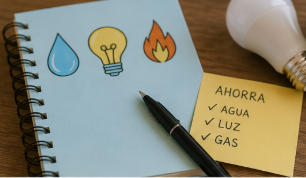 AHORRA
✓ AGUA
✓ LUZ
✓ GAS